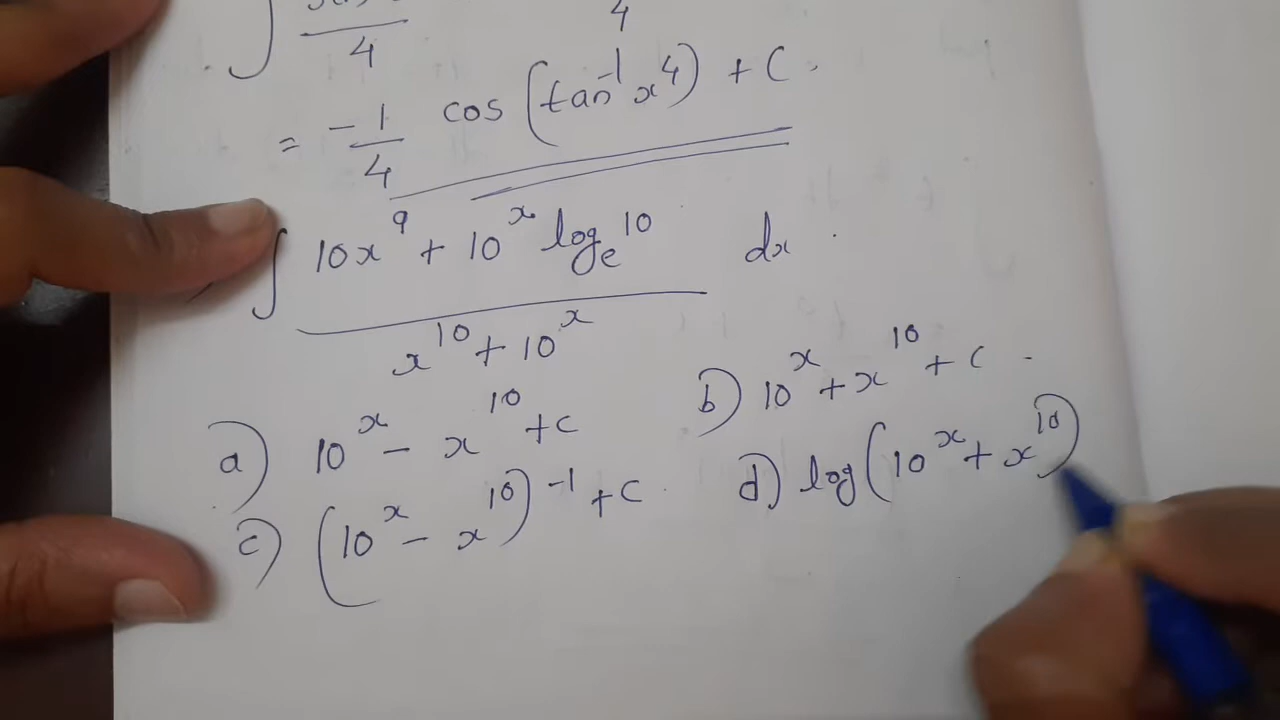 ∫ 4 4
= -1/4 cos (tan⁻¹ x⁴) + C.
∫ (10x⁹ + 10ˣ logₑ10) / (x¹⁰ + 10ˣ) dx.
a) 10ˣ - x¹⁰ + C b) 10ˣ + x¹⁰ + C.
c) (10ˣ - x¹⁰)⁻¹ + C. d) log (10ˣ + x¹⁰)